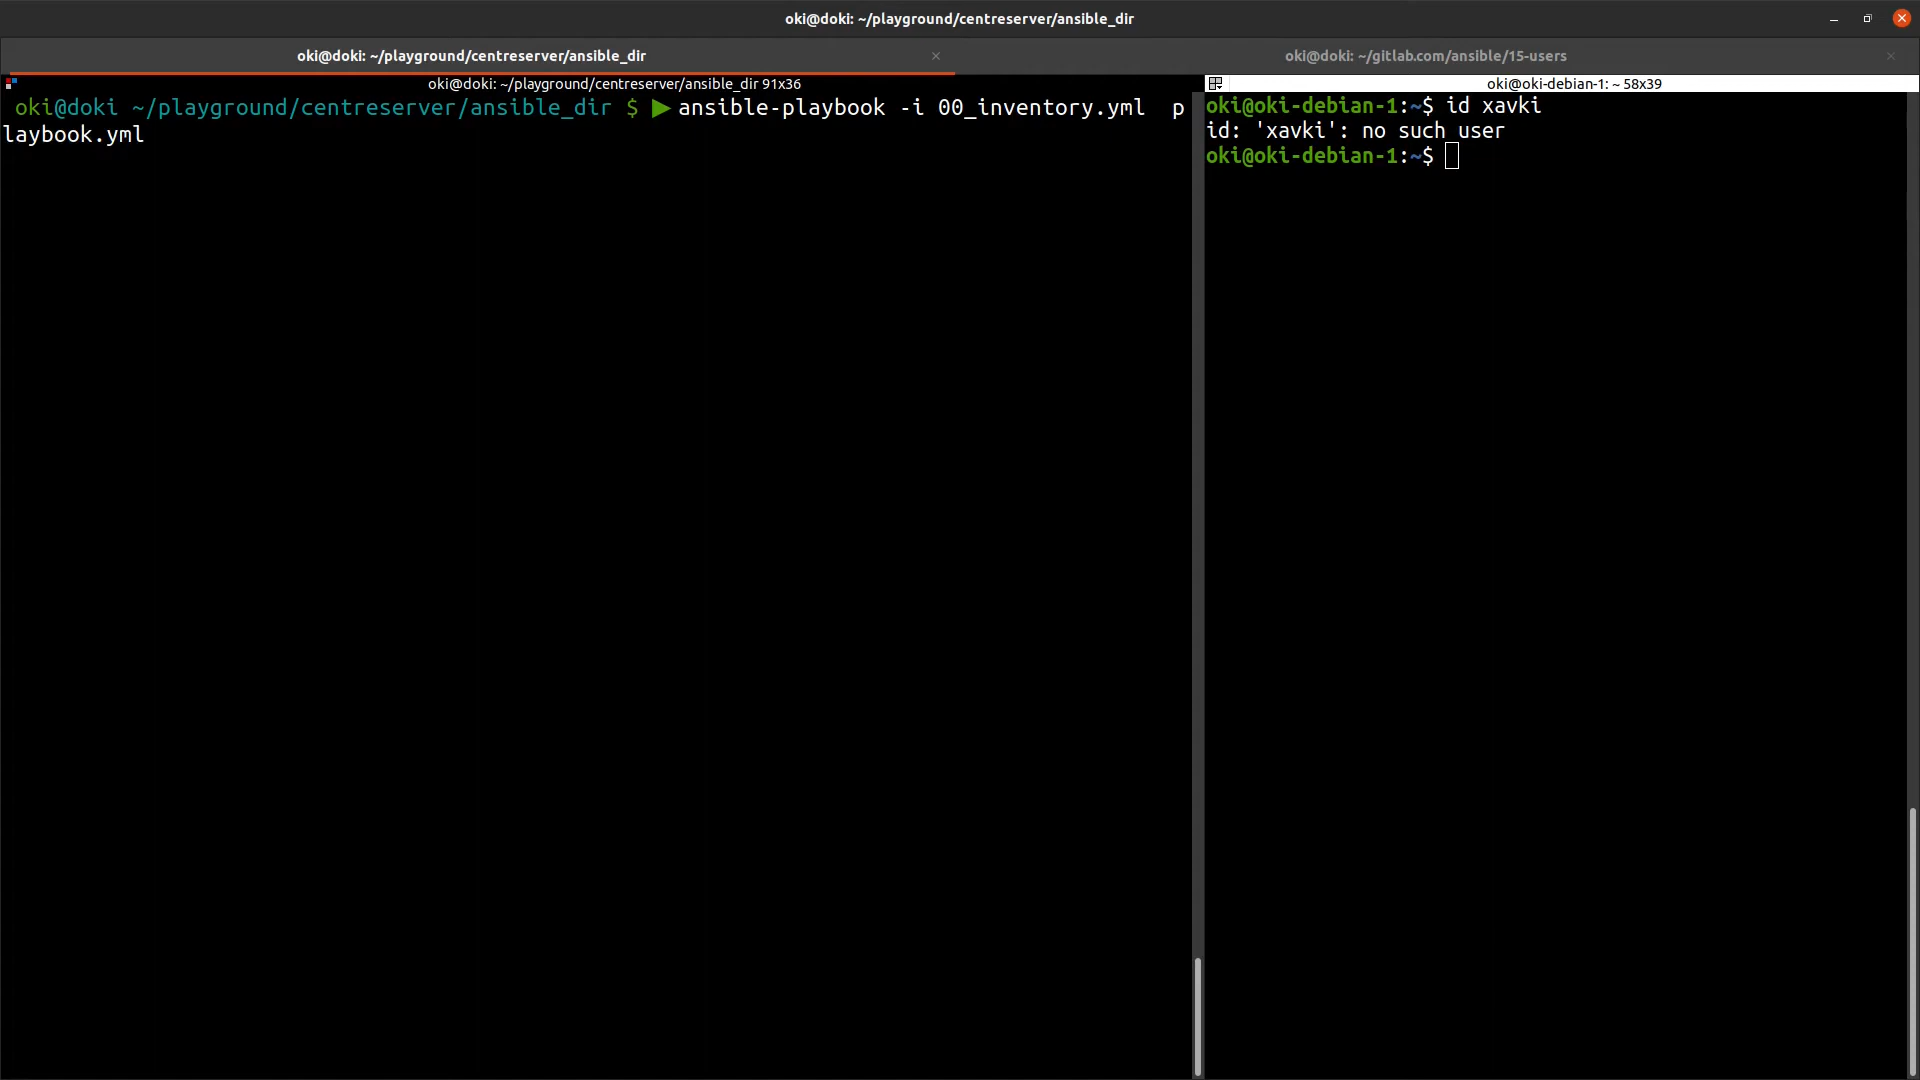 oki@doki: ~/playground/centreserver/ansible_dir
oki@doki: ~/playground/centreserver/ansible_dir
oki@doki: ~/gitlab.com/ansible/15-users
oki@doki: ~/playground/centreserver/ansible_dir 91x36
oki@doki ~/playground/centreserver/ansible_dir $ ▶ ansible-playbook -i 00_inventory.yml  p
laybook.yml
oki@oki-debian-1: ~ 58x39
oki@oki-debian-1:~$ id xavki
id: 'xavki': no such user
oki@oki-debian-1:~$